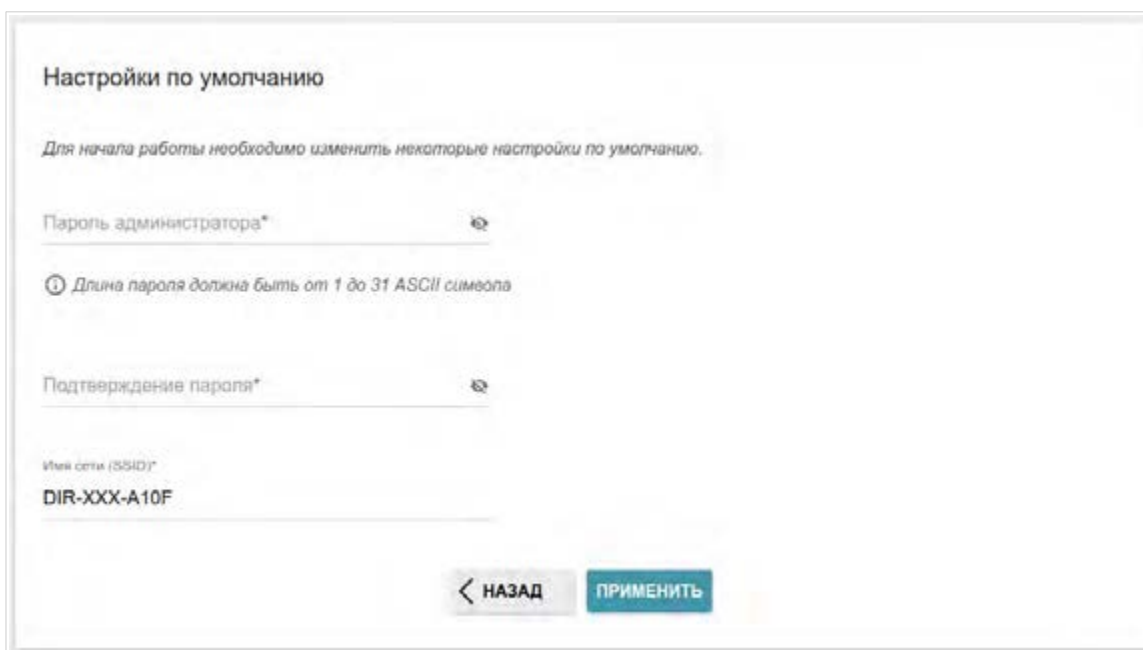 Настройки по умолчанию
Для начала работы необходимо изменить некоторые настройки по умолчанию.
Пароль администратора*
Длина пароля должна быть от 1 до 31 ASCII символа
Подтверждение пароля*
Имя сети (SSID)*
DIR-XXX-A10F
< НАЗАД
ПРИМЕНИТЬ